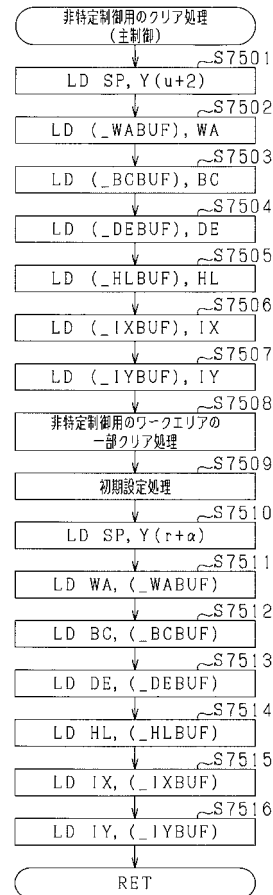 非特定制御用のクリア処理
(主制御)
S7501
LD SP, Y(u+2)
S7502
LD (_WABUF), WA
S7503
LD (_BCBUF), BC
S7504
LD (_DEBUF), DE
S7505
LD (_HLBUF), HL
S7506
LD (_IXBUF), IX
S7507
LD (_IYBUF), IY
S7508
非特定制御用のワークエリアの
一部クリア処理
S7509
初期設定処理
S7510
LD SP, Y(r+α)
S7511
LD WA, (_WABUF)
S7512
LD BC, (_BCBUF)
S7513
LD DE, (_DEBUF)
S7514
LD HL, (_HLBUF)
S7515
LD IX, (_IXBUF)
S7516
LD IY, (_IYBUF)
RET